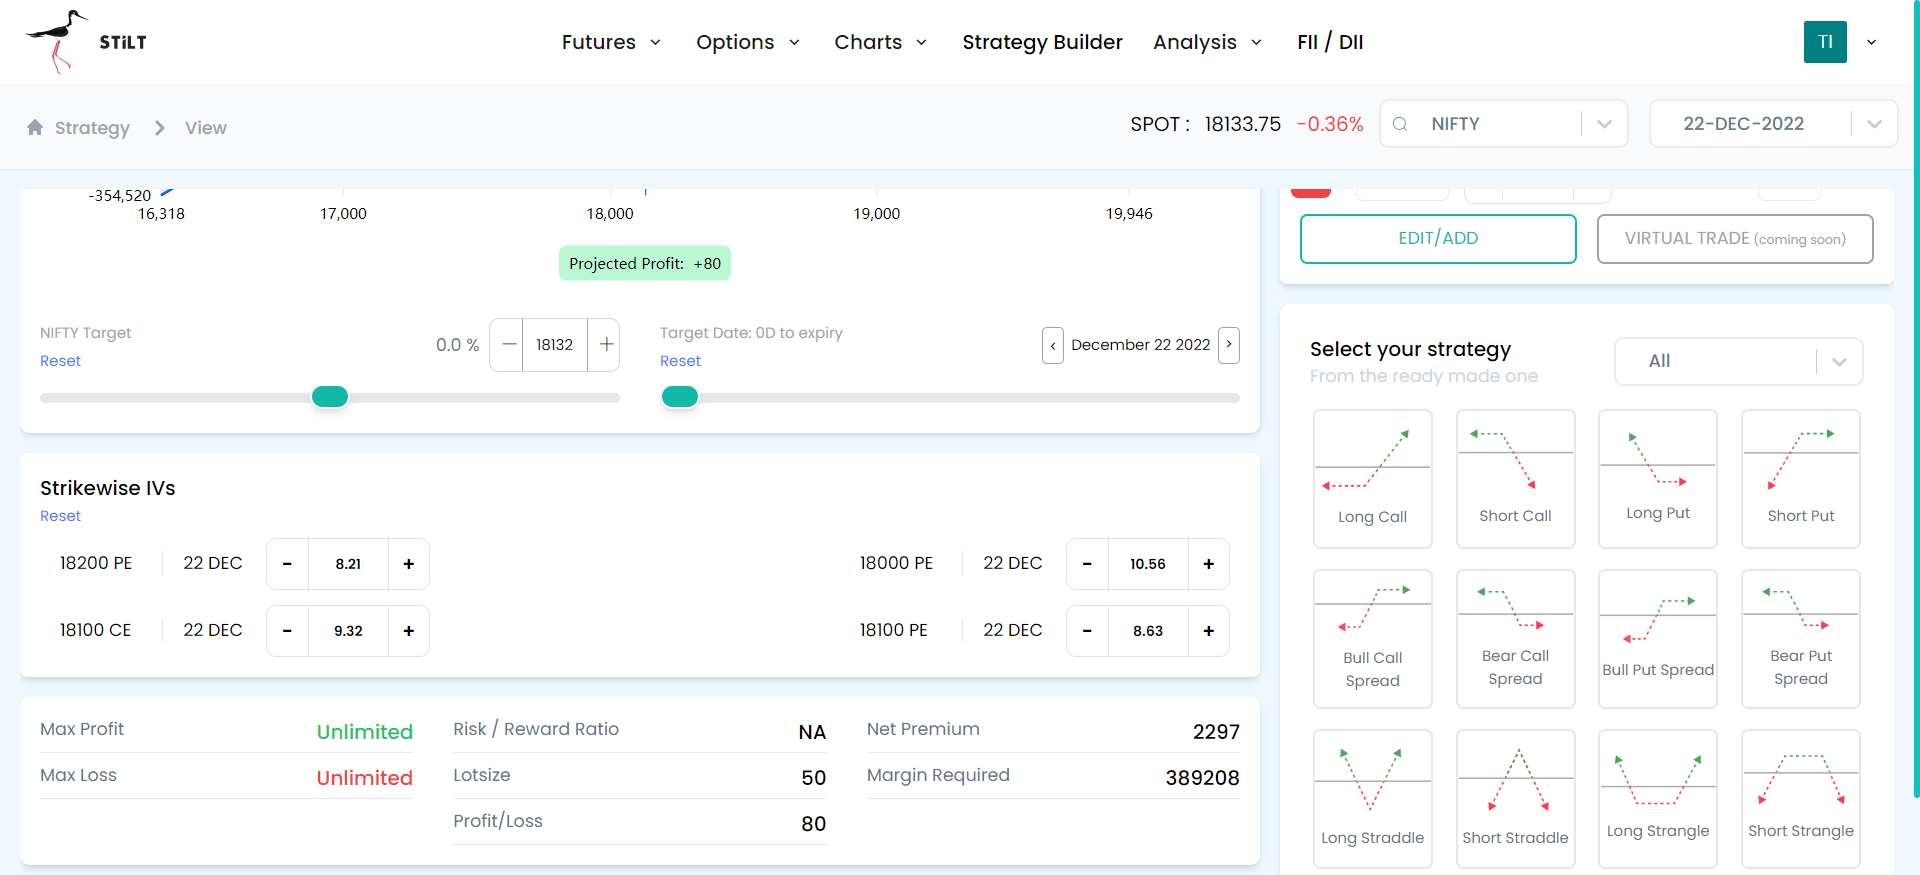 STiLT
Futures Options Charts Strategy Builder Analysis FII / DII
TI
Strategy View
SPOT : 18133.75 -0.36% NIFTY 22-DEC-2022
-354,520
16,318 17,000 18,000 19,000 19,946
Projected Profit: +80
NIFTY Target
Reset
0.0 % — 18132 +
Target Date: 0D to expiry
Reset
< December 22 2022 >
Strikewise IVs
Reset
18200 PE 22 DEC - 8.21 +
18000 PE 22 DEC - 10.56 +
18100 CE 22 DEC - 9.32 +
18100 PE 22 DEC - 8.63 +
Max Profit Unlimited
Max Loss Unlimited
Risk / Reward Ratio NA
Lotsize 50
Profit/Loss 80
Net Premium 2297
Margin Required 389208
EDIT/ADD
VIRTUAL TRADE (coming soon)
Select your strategy
From the ready made one
All
Long Call
Short Call
Long Put
Short Put
Bull Call
Spread
Bear Call
Spread
Bull Put Spread
Bear Put
Spread
Long Straddle
Short Straddle
Long Strangle
Short Strangle